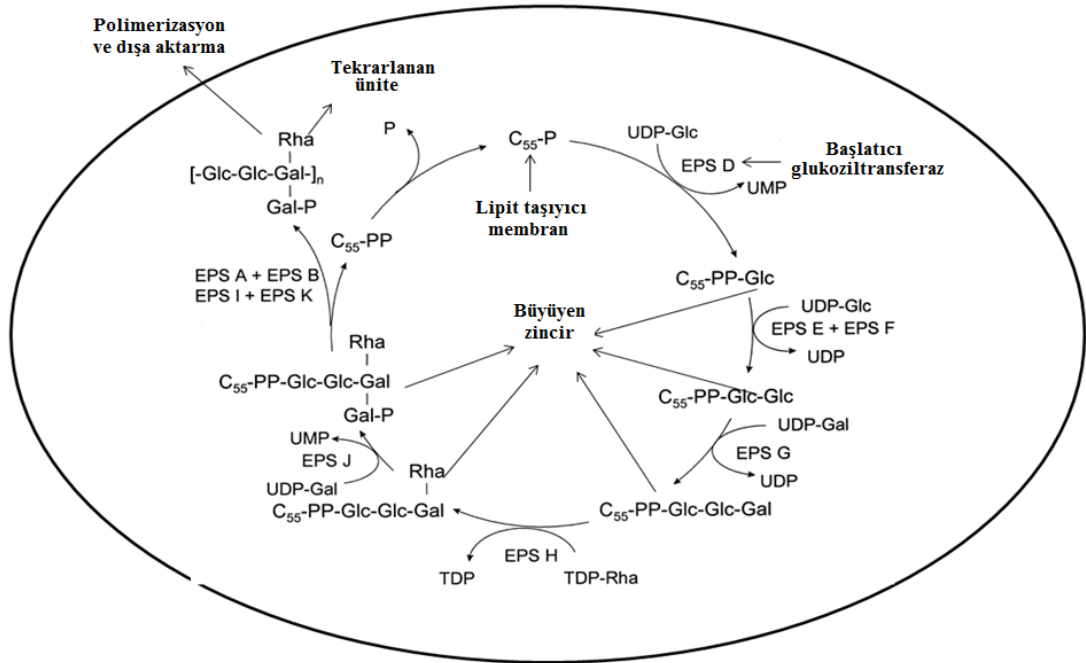 Polimerizasyon
ve dışa aktarma
Tekrarlanan
ünite
Rha
[-Glc-Glc-Gal-]n
Gal-P
P
C55-P
UDP-Glc
EPS D
UMP
Başlatıcı
glukoziltransferaz
Lipit taşıyıcı
membran
C55-PP
EPS A + EPS B
EPS I + EPS K
C55-PP-Glc
UDP-Glc
EPS E + EPS F
UDP
Büyüyen
zincir
Rha
C55-PP-Glc-Glc-Gal
Gal-P
C55-PP-Glc-Glc
UDP-Gal
EPS G
UDP
UMP
EPS J
UDP-Gal
Rha
C55-PP-Glc-Glc-Gal
C55-PP-Glc-Glc-Gal
EPS H
TDP
TDP-Rha